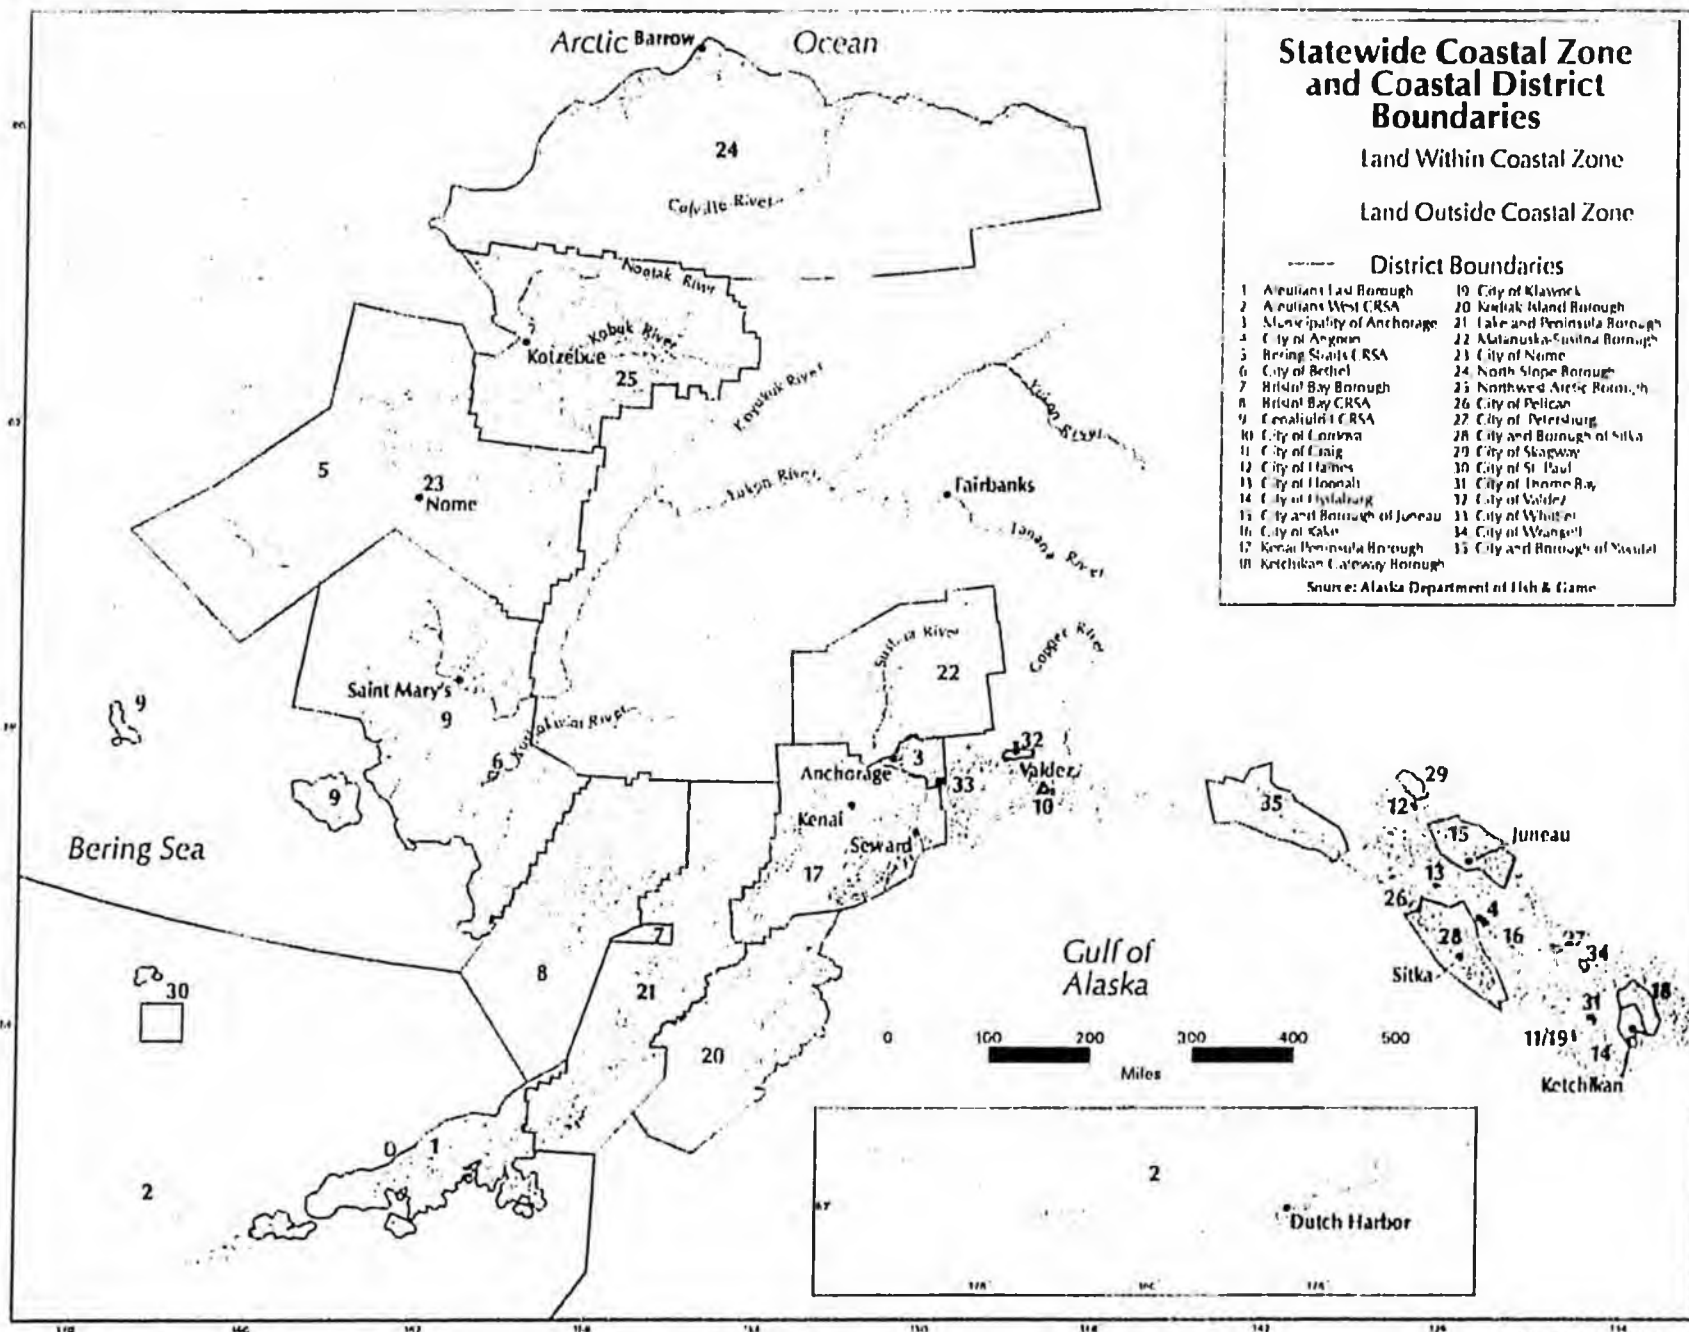 Arctic Barrow Ocean
Statewide Coastal Zone
and Coastal District
Boundaries
Land Within Coastal Zone
Land Outside Coastal Zone
District Boundaries
1 Aleutians East Borough
2 Aleutians West CRSA
3 Municipality of Anchorage
4 City of Angoon
5 Bering Straits CRSA
6 City of Bethel
7 Bristol Bay Borough
8 Bristol Bay CRSA
9 Cenaliulriit CRSA
10 City of Cordova
11 City of Craig
12 City of Haines
13 City of Hoonah
14 City of Hydaburg
15 City and Borough of Juneau
16 City of Kake
17 Kenai Peninsula Borough
18 Ketchikan Gateway Borough
19 City of Klawock
20 Kodiak Island Borough
21 Lake and Peninsula Borough
22 Matanuska-Susitna Borough
23 City of Nome
24 North Slope Borough
25 Northwest Arctic Borough
26 City of Pelican
27 City of Petersburg
28 City and Borough of Sitka
29 City of Skagway
30 City of St. Paul
31 City of Thorne Bay
32 City of Valdez
33 City of Whittier
34 City of Wrangell
35 City and Borough of Yakutat
Source: Alaska Department of Fish & Game
24
Colville River
Noatak River
Kobuk River
Kotzebue
25
Koyukuk River
Yukon River
5
23
Nome
Yukon River
Fairbanks
Tanana River
Susitna River
22
Copper River
Saint Mary's
9
9
Kuskokwim River
6
9
Anchorage
3
32
Valdez
33
10
Kenai
Seward
17
Bering Sea
35
29
12
15
Juneau
13
26
4
28
16
27
34
Sitka
18
31
11/19
14
Ketchikan
7
8
21
30
20
Gulf of
Alaska
0 100 200 300 400 500
Miles
0
1
2
2
Dutch Harbor